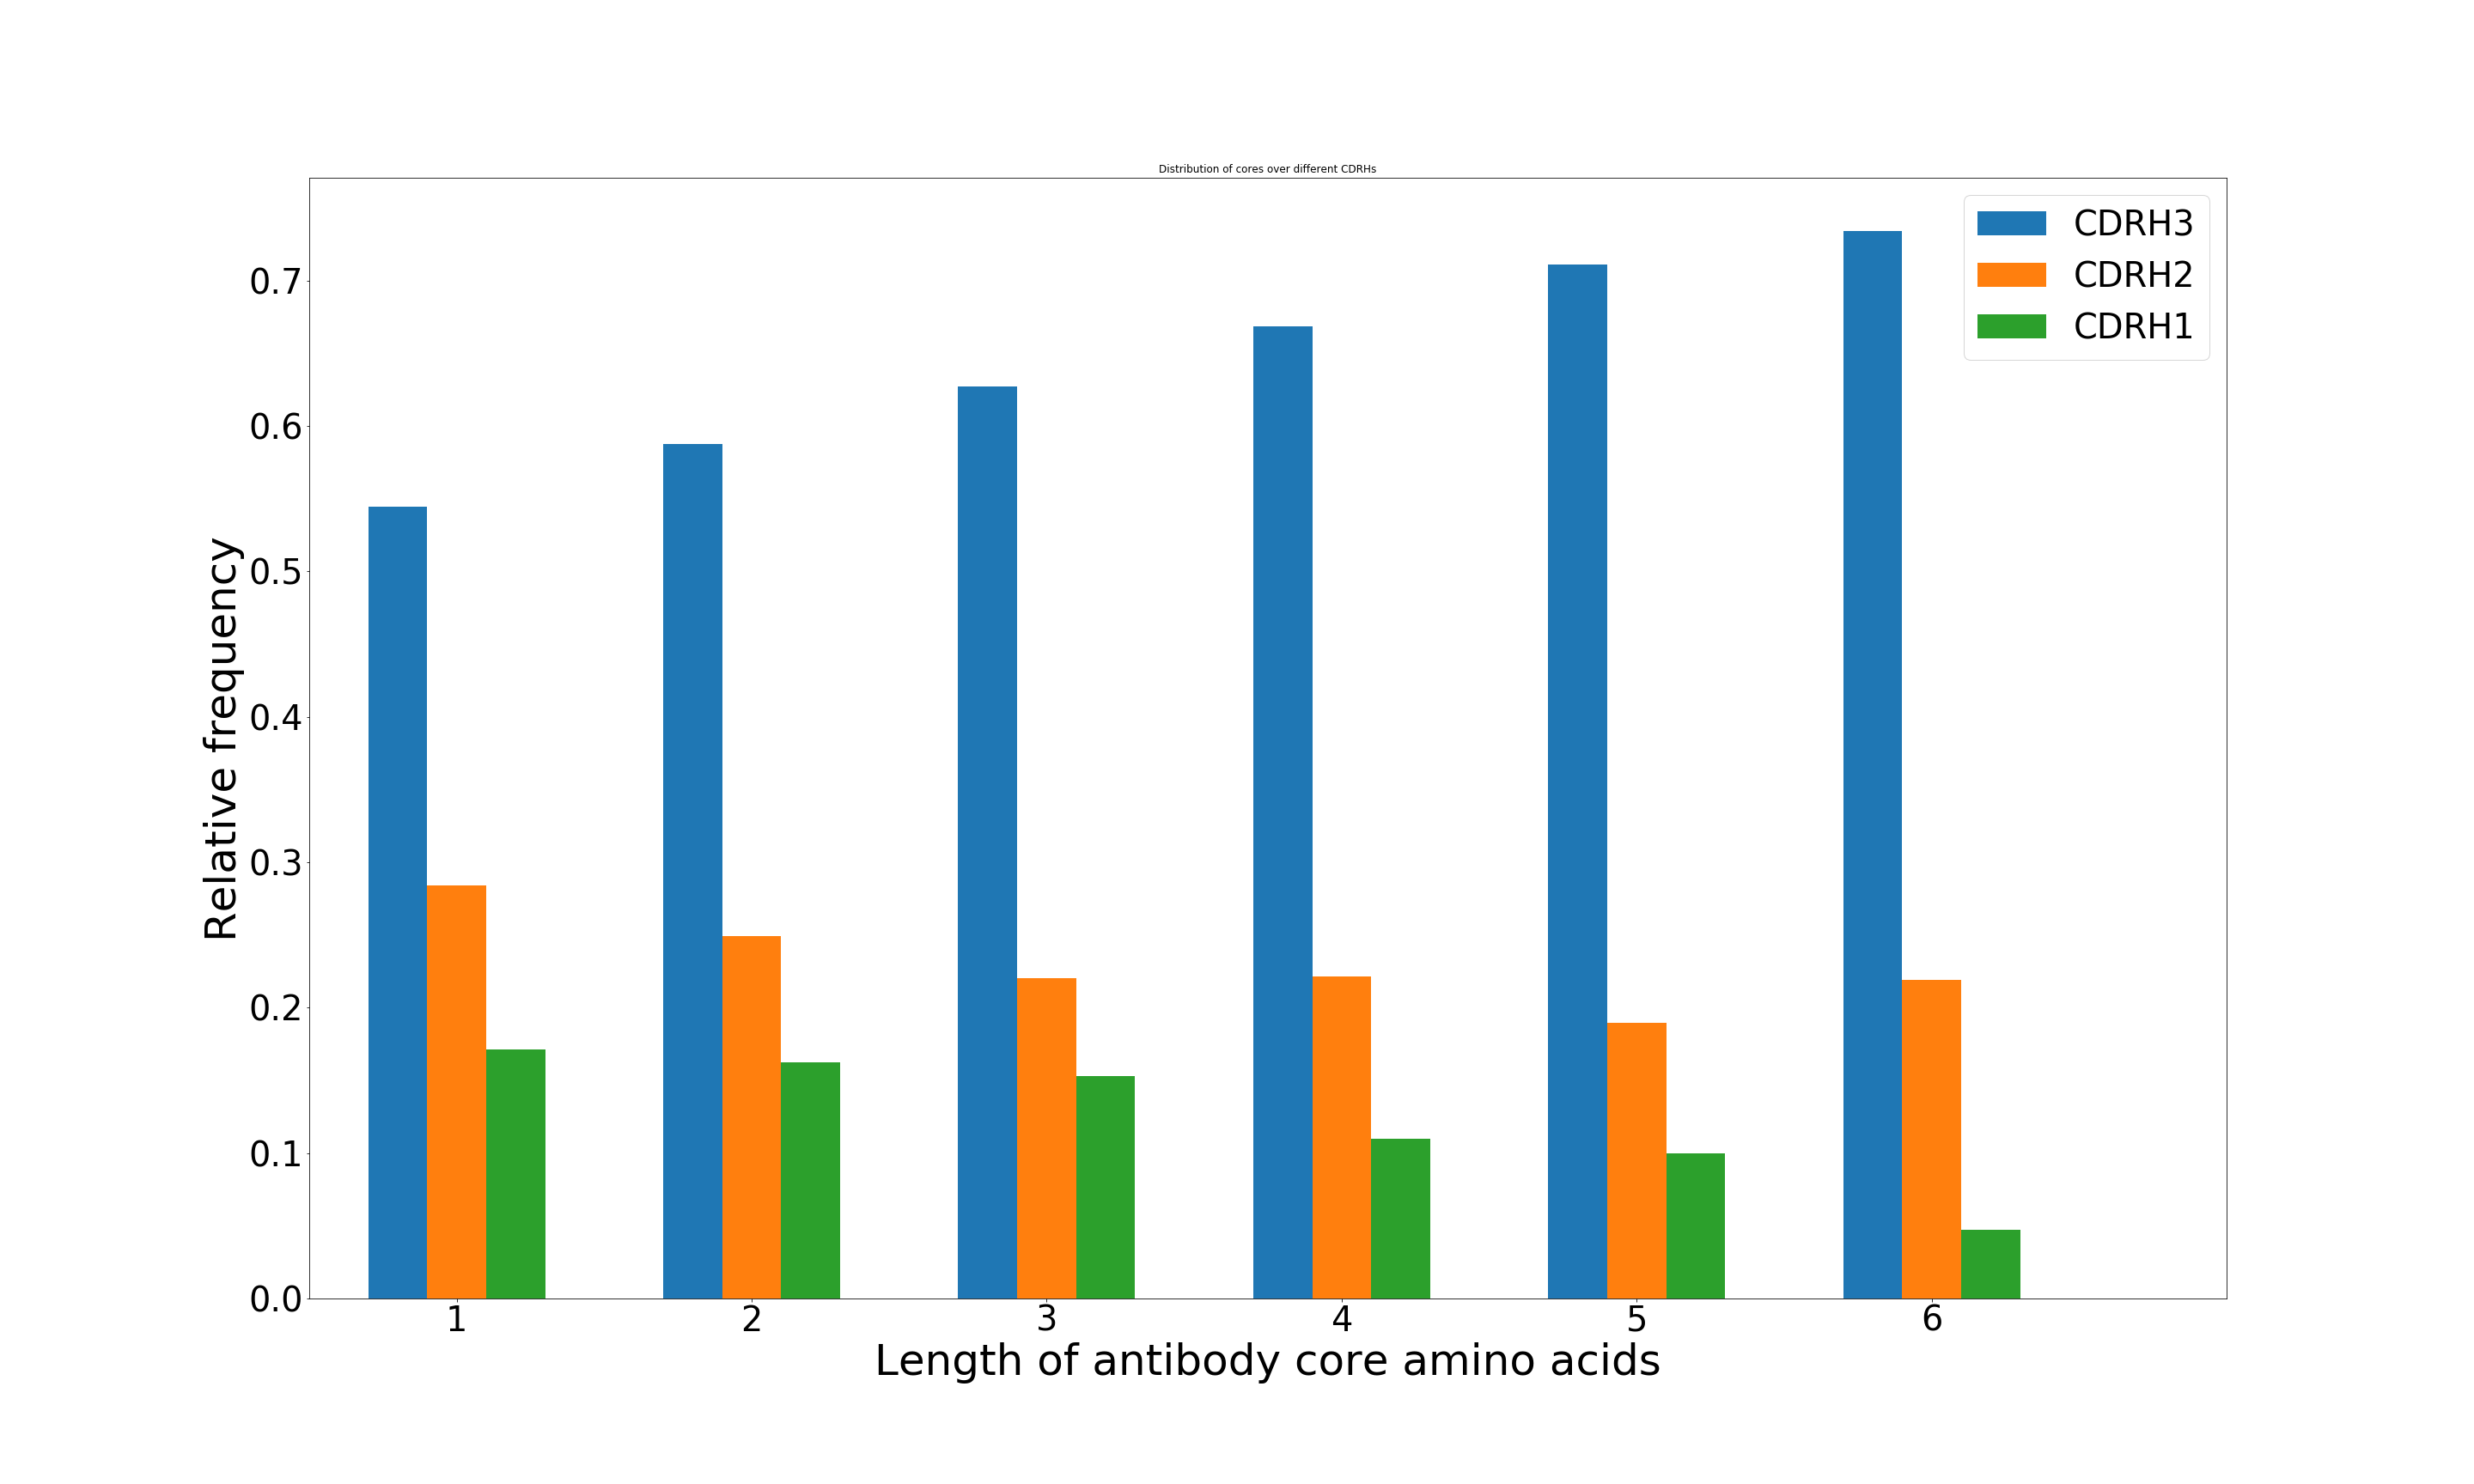 Distribution of cores over different CDRHs
CDRH3
CDRH2
CDRH1
0.7
0.6
0.5
0.4
0.3
0.2
0.1
0.0
Relative frequency
1 2 3 4 5 6
Length of antibody core amino acids